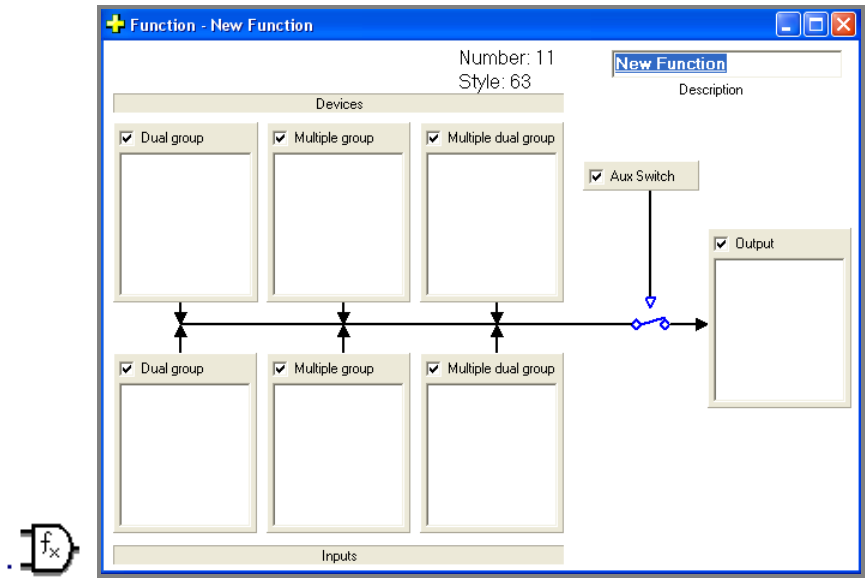 Function - New Function
Number: 11
Style: 63
New Function
Description
Devices
Dual group
Multiple group
Multiple dual group
Aux Switch
Output
Dual group
Multiple group
Multiple dual group
Inputs
. fx